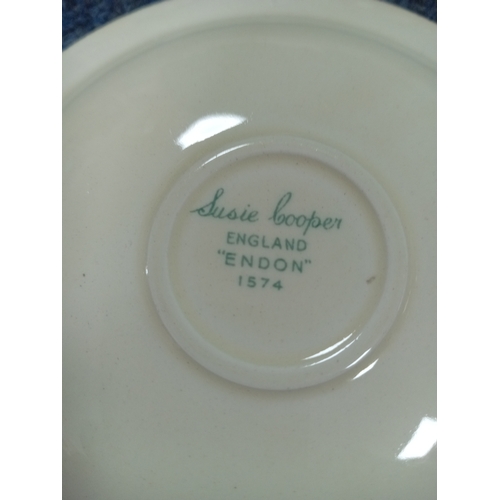 Susie Cooper
ENGLAND
"ENDON"
1574